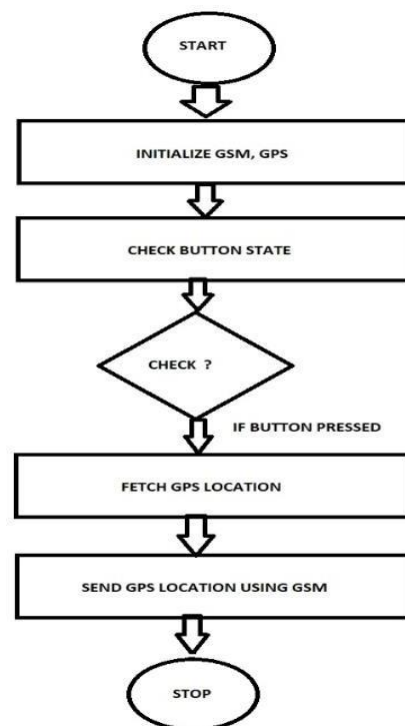 START
INITIALIZE GSM, GPS
CHECK BUTTON STATE
CHECK ?
IF BUTTON PRESSED
FETCH GPS LOCATION
SEND GPS LOCATION USING GSM
STOP